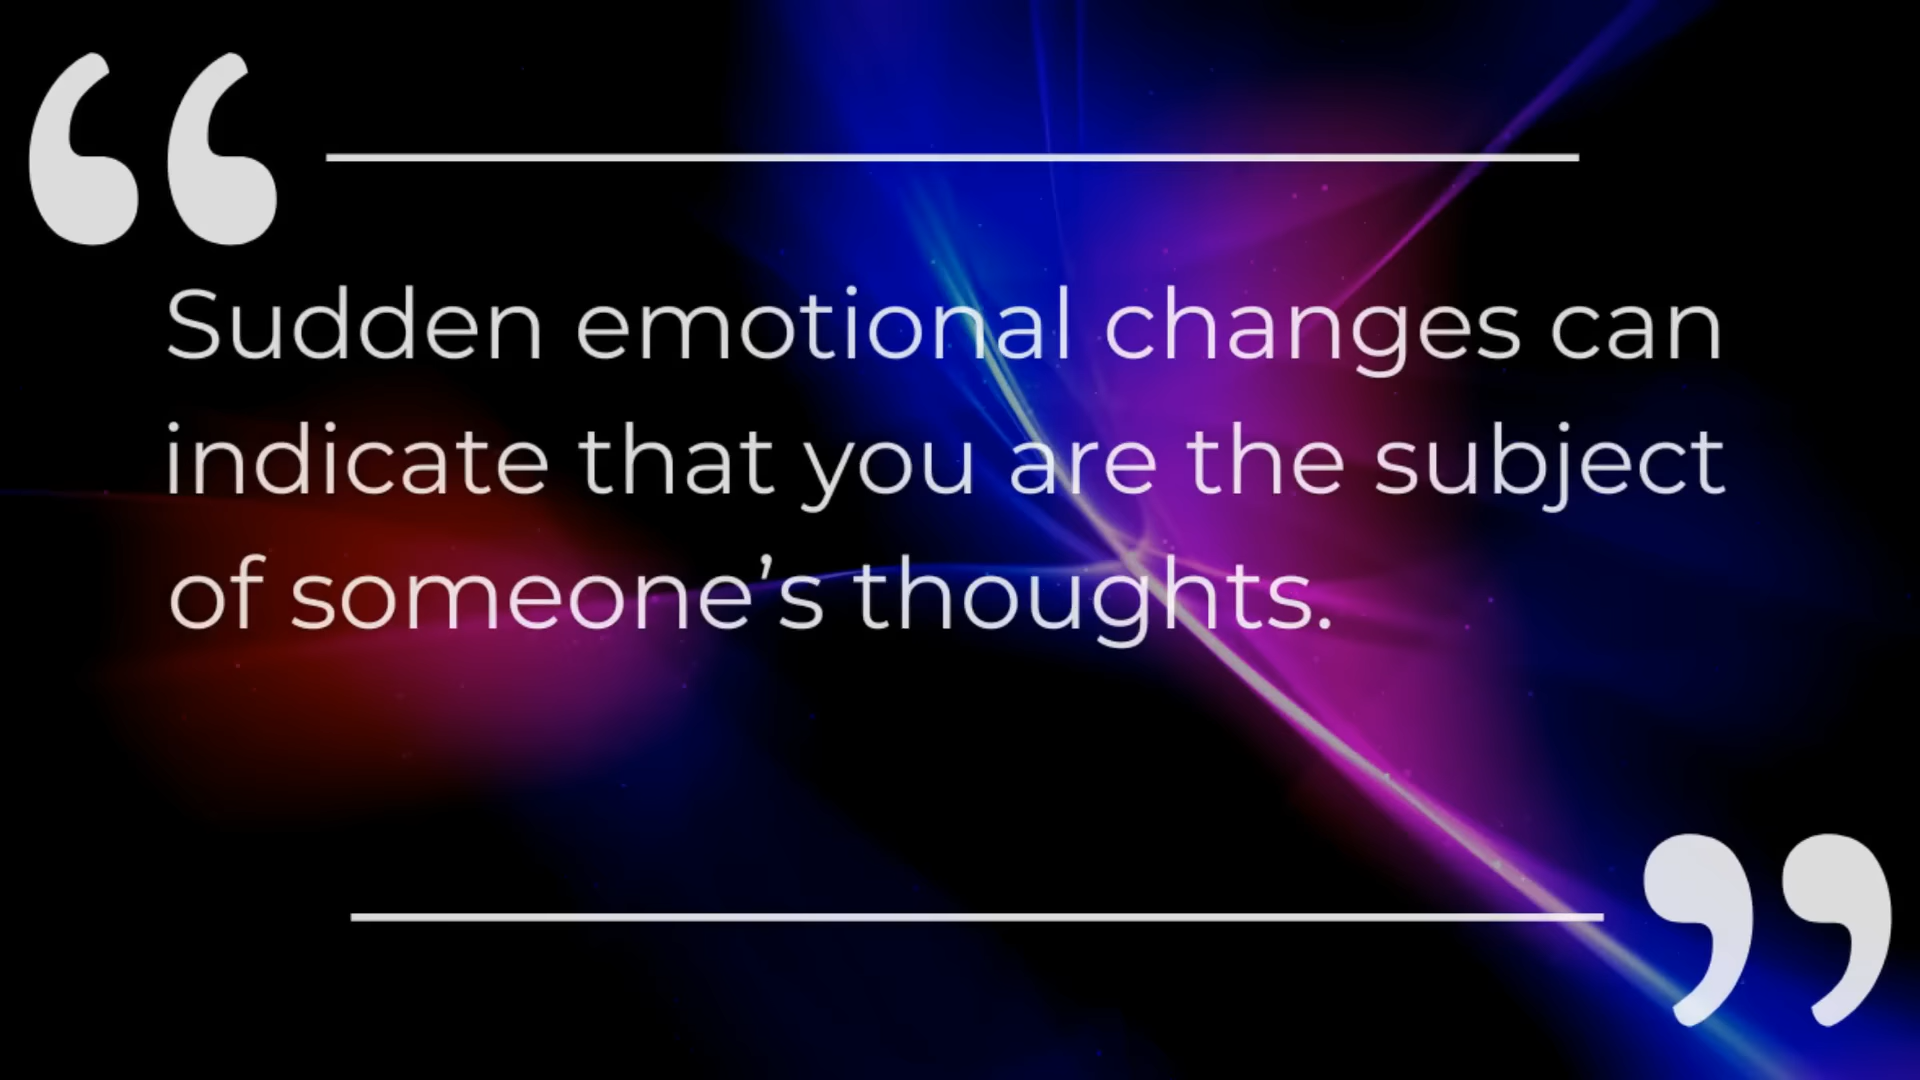 “
Sudden emotional changes can
indicate that you are the subject
of someone’s thoughts.
”